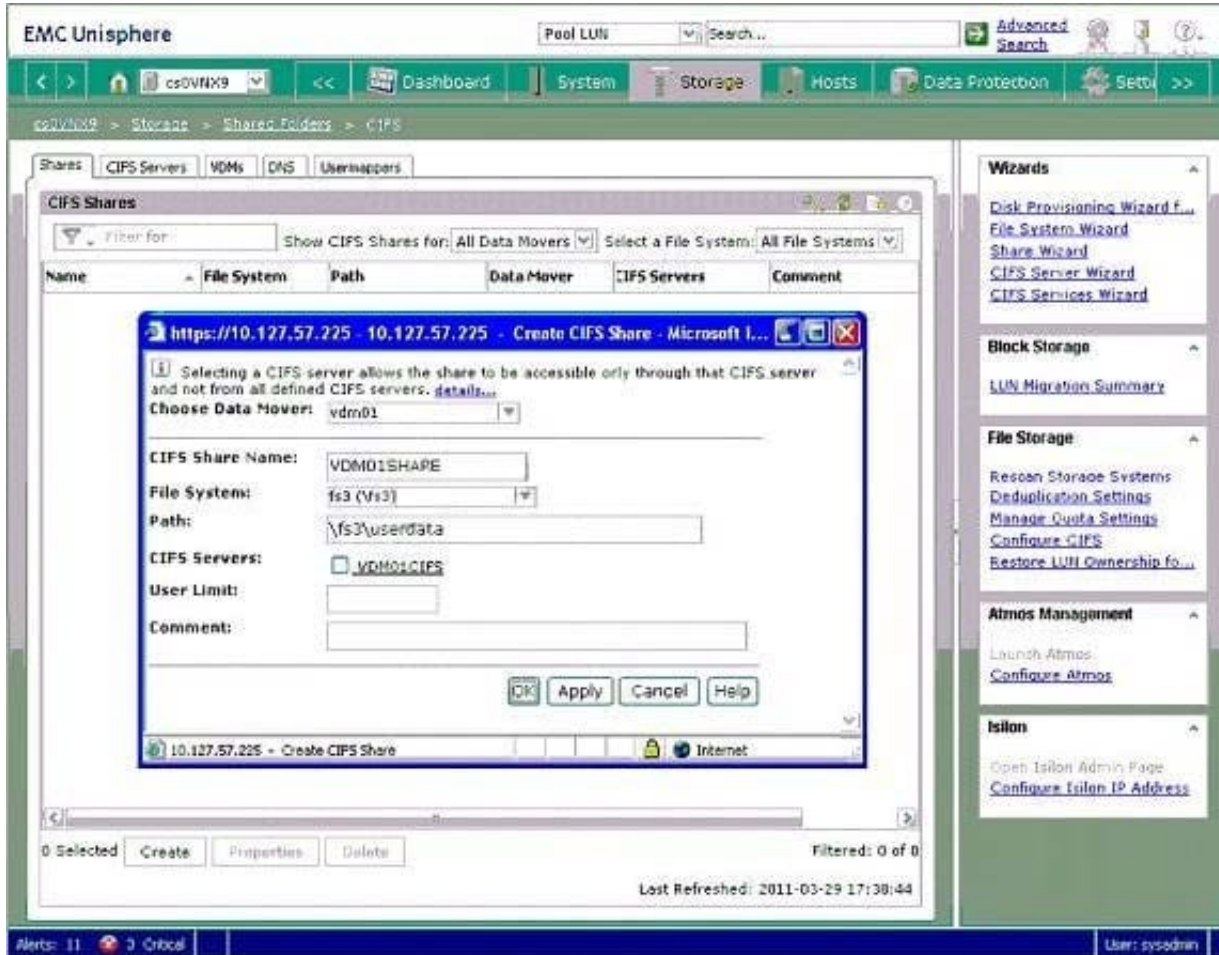 EMC Unisphere
Pool LUN
Search...
Advanced Search
cs0VNX9
<<
Dashboard
System
Storage
Hosts
Data Protection
>>
cs0VNX9 > Storage > Shared Folders > CIFS
Shares
CIFS Servers
VDMs
DNS
Usermappers
CIFS Shares
Filter for
Show CIFS Shares for: All Data Movers
Select a File System: All File Systems
Name
File System
Path
Data Mover
CIFS Servers
Comment
https://10.127.57.225 - 10.127.57.225 - Create CIFS Share - Microsoft I...
Selecting a CIFS server allows the share to be accessible only through that CIFS server
and not from all defined CIFS servers. details...
Choose Data Mover: vdm01
CIFS Share Name: VDM01SHARE
File System: fs3 (\fs3)
Path: \fs3\userdata
CIFS Servers: VDM01CIFS
User Limit:
Comment:
OK
Apply
Cancel
Help
10.127.57.225 - Create CIFS Share
Internet
0 Selected
Create
Properties
Delete
Filtered: 0 of 0
Last Refreshed: 2011-03-29 17:38:44
Wizards
Disk Provisioning Wizard f...
File System Wizard
Share Wizard
CIFS Server Wizard
CIFS Services Wizard
Block Storage
LUN Migration Summary
File Storage
Rescan Storage Systems
Deduplication Settings
Manage Quota Settings
Configure CIFS
Restore LUN Ownership fo...
Atmos Management
Launch Atmos
Configure Atmos
Isilon
Open Isilon Admin Page
Configure Isilon IP Address
Alerts: 11
3 Critical
User: sysadmin